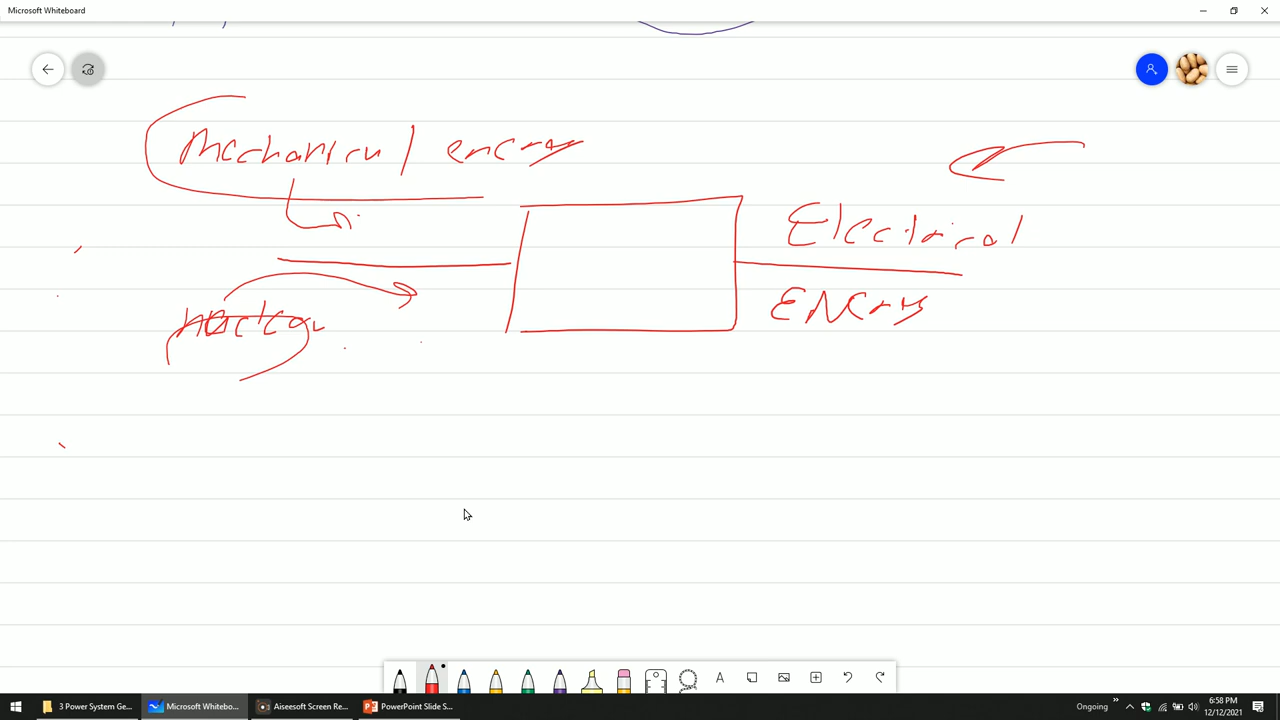 Microsoft Whiteboard
Mechanical energy
Electrical
Energy
A
3 Power System Ge...
Microsoft Whitebo...
Aiseesoft Screen Re...
PowerPoint Slide S...
Ongoing
6:58 PM
12/12/2021